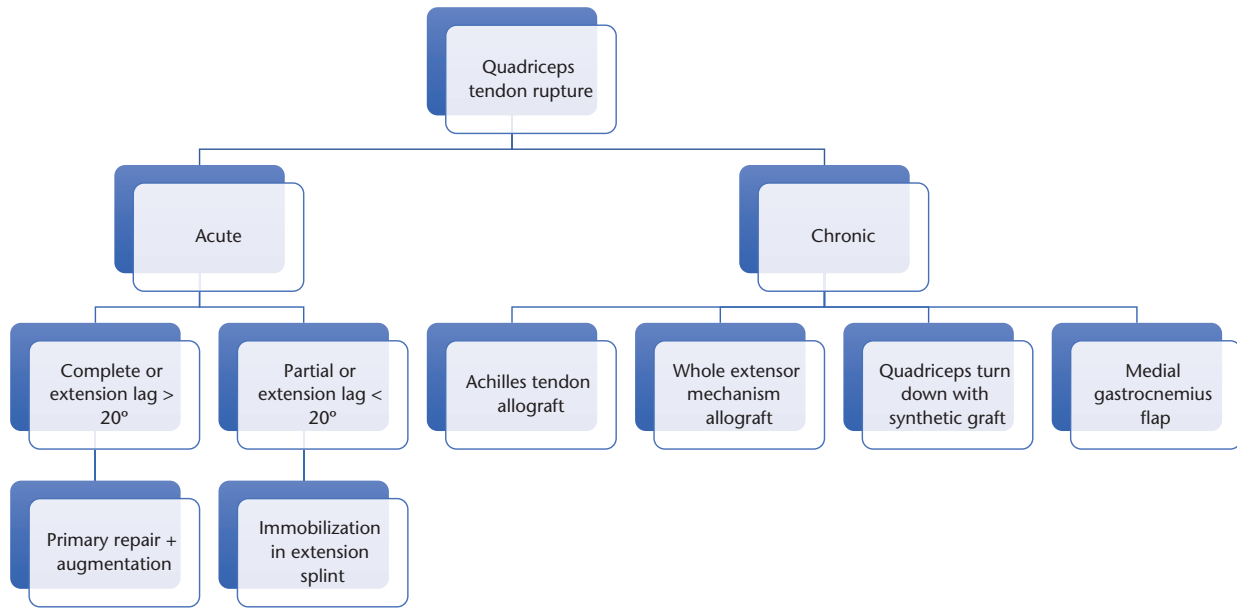 Quadriceps
tendon rupture
Acute
Chronic
Complete or
extension lag >
20º
Partial or
extension lag <
20º
Achilles tendon
allograft
Whole extensor
mechanism
allograft
Quadriceps turn
down with
synthetic graft
Medial
gastrocnemius
flap
Primary repair +
augmentation
Immobilization
in extension
splint